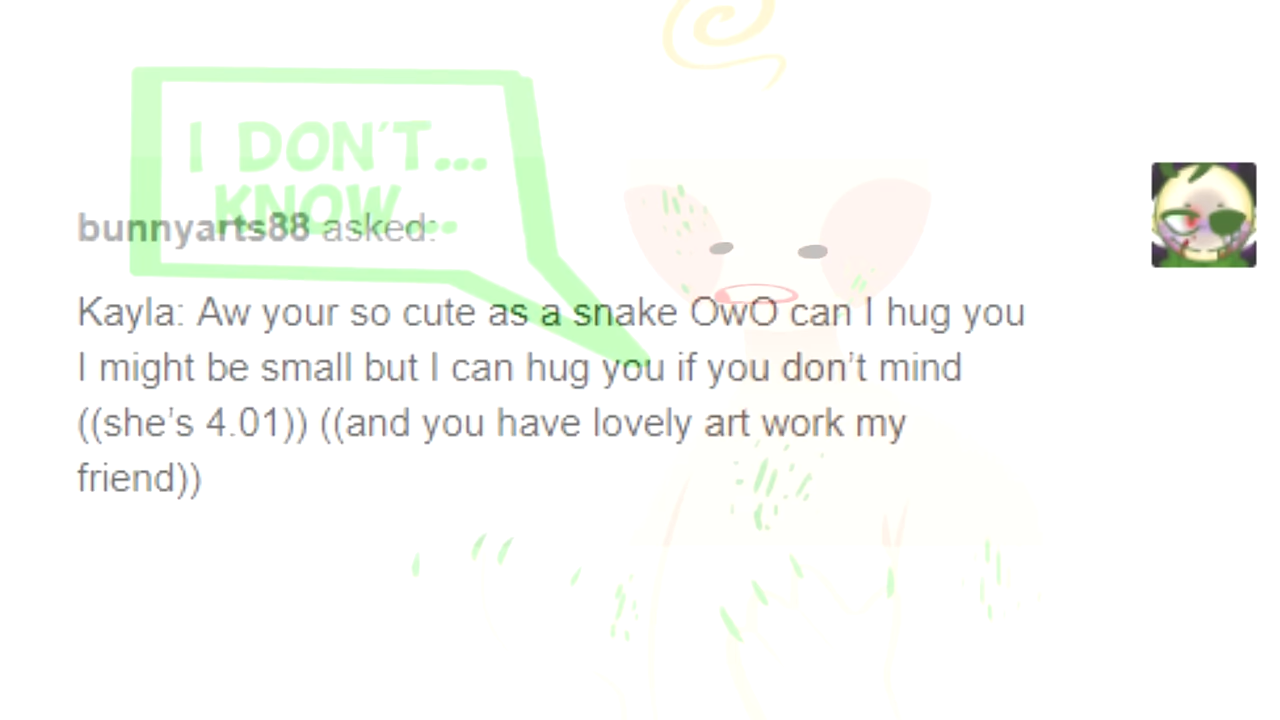 I DON'T...
KNOW...
bunnyarts88 asked:
Kayla: Aw your so cute as a snake OwO can I hug you
I might be small but I can hug you if you don't mind
((she's 4.01)) ((and you have lovely art work my
friend))